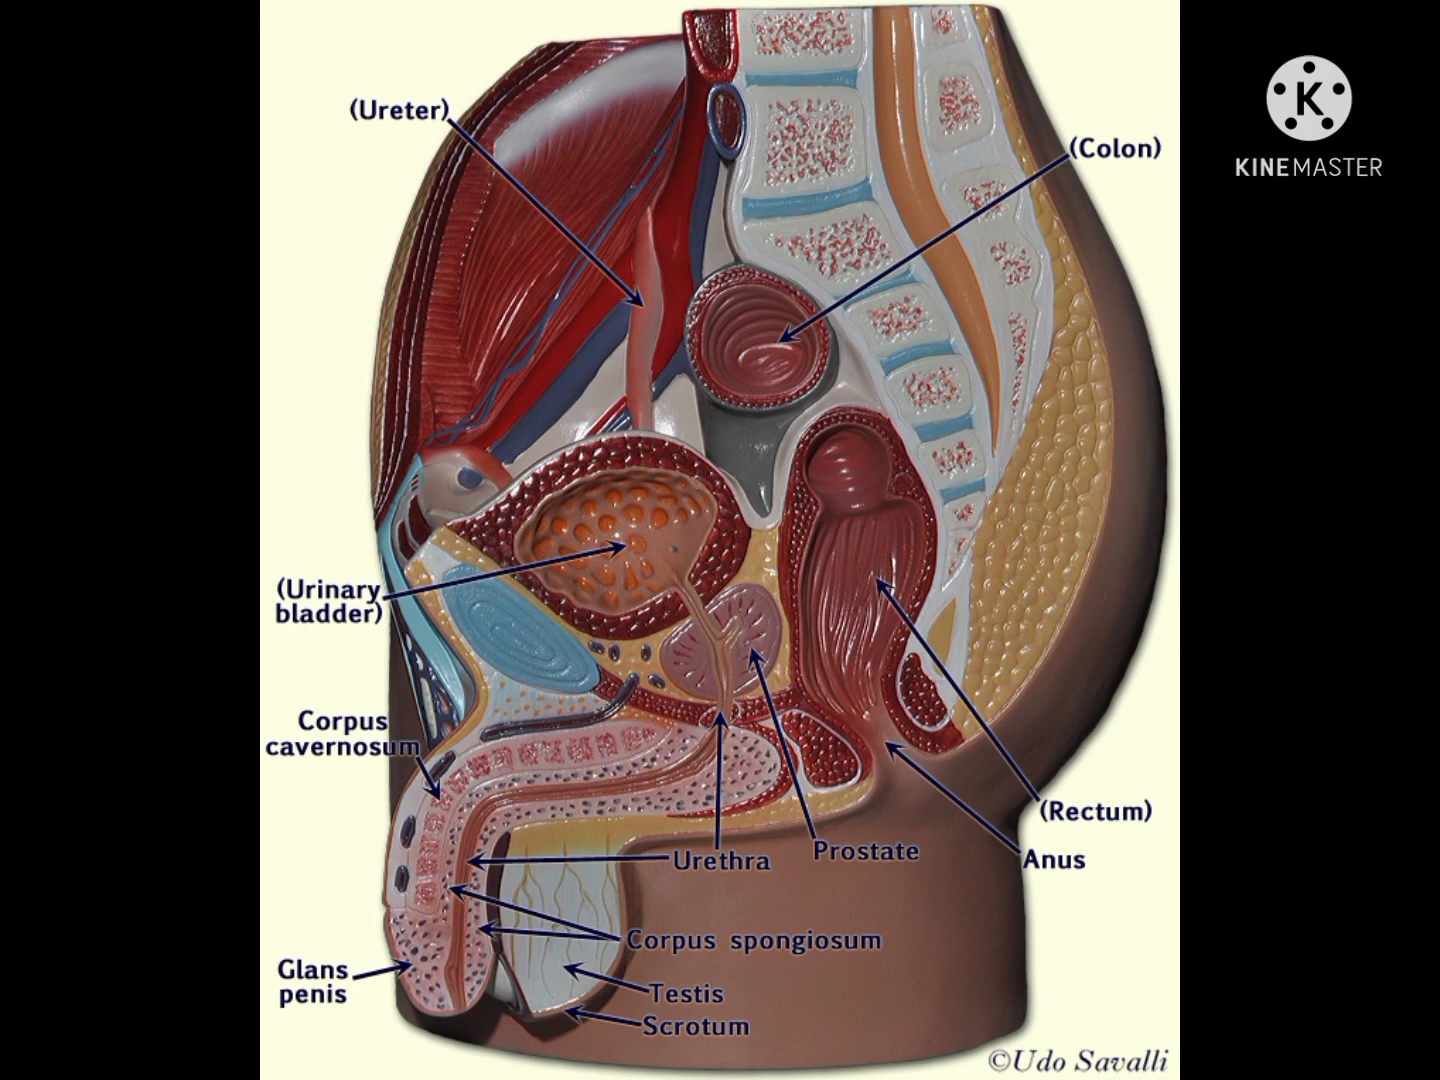 (Ureter)
(Colon)
K
KINEMASTER
(Urinary
bladder)
Corpus
cavernosum
(Rectum)
Prostate
Anus
Urethra
Corpus spongiosum
Glans
penis
Testis
Scrotum
©Udo Savalli